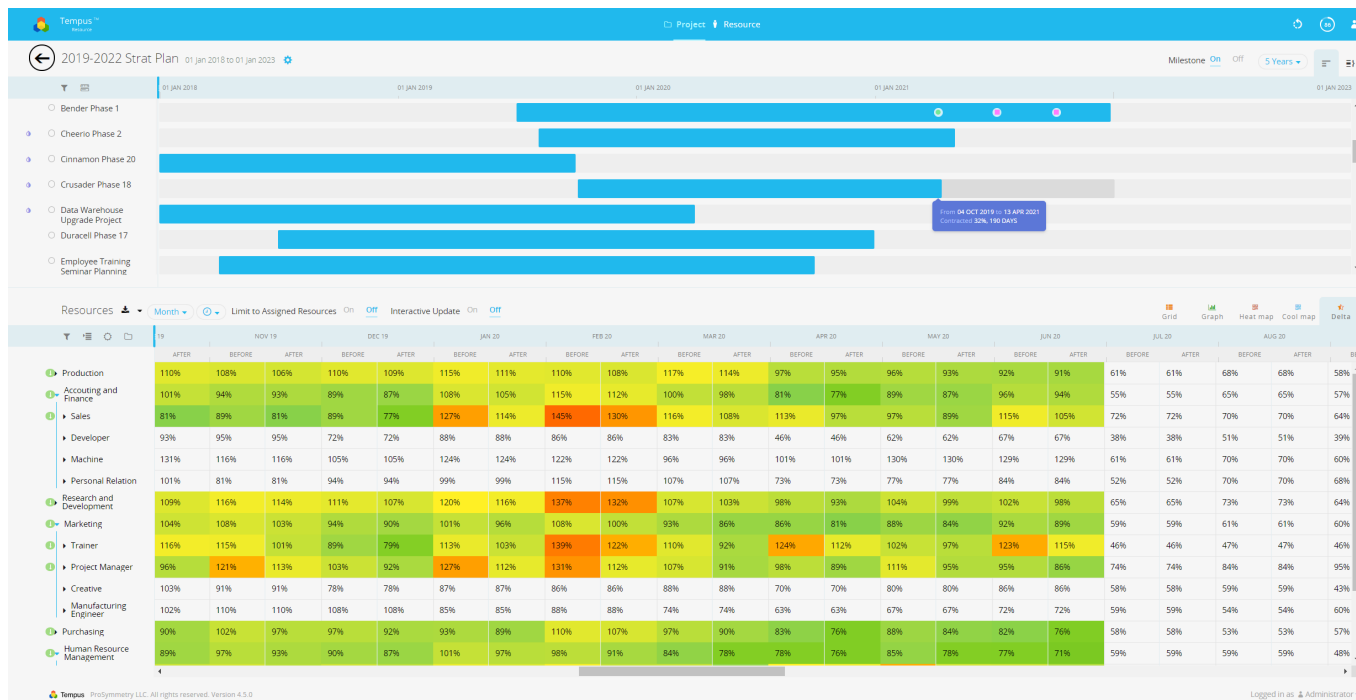 Tempus ™
Resource
Project Resource
86
2019-2022 Strat Plan 01 Jan 2018 to 01 Jan 2023
Milestone On Off 5 Years
01 JAN 2018 01 JAN 2019 01 JAN 2020 01 JAN 2021 01 JAN 2023
Bender Phase 1
Cheerio Phase 2
Cinnamon Phase 20
Crusader Phase 18
Data Warehouse
Upgrade Project
From 04 OCT 2019 to 13 APR 2021
Contracted 32%, 190 DAYS
Duracell Phase 17
Employee Training
Seminar Planning
Resources Month Limit to Assigned Resources On Off Interactive Update On Off
Grid Graph Heat map Cool map Delta
19 NOV 19 DEC 19 JAN 20 FEB 20 MAR 20 APR 20 MAY 20 JUN 20 JUL 20 AUG 20
AFTER BEFORE AFTER BEFORE AFTER BEFORE AFTER BEFORE AFTER BEFORE AFTER BEFORE AFTER BEFORE AFTER BEFORE AFTER BEFORE AFTER BEFORE AFTER BE
Production 110% 108% 106% 110% 109% 115% 111% 110% 108% 117% 114% 97% 95% 96% 93% 92% 91% 61% 61% 68% 68% 58%
Accouting and
Finance 101% 94% 93% 89% 87% 108% 105% 115% 112% 100% 98% 81% 77% 89% 87% 96% 94% 55% 55% 65% 65% 57%
Sales 81% 89% 81% 89% 77% 127% 114% 145% 130% 116% 108% 113% 97% 97% 89% 115% 105% 72% 72% 70% 70% 64%
Developer 93% 95% 95% 72% 72% 88% 88% 86% 86% 83% 83% 46% 46% 62% 62% 67% 67% 38% 38% 51% 51% 39%
Machine 131% 116% 116% 105% 105% 124% 124% 122% 122% 96% 96% 101% 101% 130% 130% 129% 129% 61% 61% 70% 70% 60%
Personal Relation 101% 81% 81% 94% 94% 99% 99% 115% 115% 107% 107% 73% 73% 77% 77% 84% 84% 52% 52% 70% 70% 68%
Research and
Development 109% 116% 114% 111% 107% 120% 116% 137% 132% 107% 103% 98% 93% 104% 99% 102% 98% 65% 65% 73% 73% 64%
Marketing 104% 108% 103% 94% 90% 101% 96% 108% 100% 93% 86% 86% 81% 88% 84% 92% 89% 59% 59% 61% 61% 60%
Trainer 116% 115% 101% 89% 79% 113% 103% 139% 122% 110% 92% 124% 112% 102% 97% 123% 115% 46% 46% 47% 47% 46%
Project Manager 96% 121% 113% 103% 92% 127% 112% 131% 112% 107% 91% 98% 89% 111% 95% 95% 86% 74% 74% 84% 84% 95%
Creative 103% 91% 91% 78% 78% 87% 87% 86% 86% 88% 88% 70% 70% 80% 80% 86% 86% 58% 58% 59% 59% 43%
Manufacturing
Engineer 102% 110% 110% 108% 108% 85% 85% 88% 88% 74% 74% 63% 63% 67% 67% 72% 72% 59% 59% 54% 54% 60%
Purchasing 90% 102% 97% 97% 92% 93% 89% 110% 107% 97% 90% 83% 76% 88% 84% 82% 76% 58% 58% 53% 53% 57%
Human Resource
Management 89% 97% 93% 90% 87% 101% 97% 98% 91% 84% 78% 78% 76% 85% 78% 77% 71% 59% 59% 59% 59% 48%
Tempus ProSymmetry LLC. All rights reserved. Version 4.5.0
Logged in as Administrator